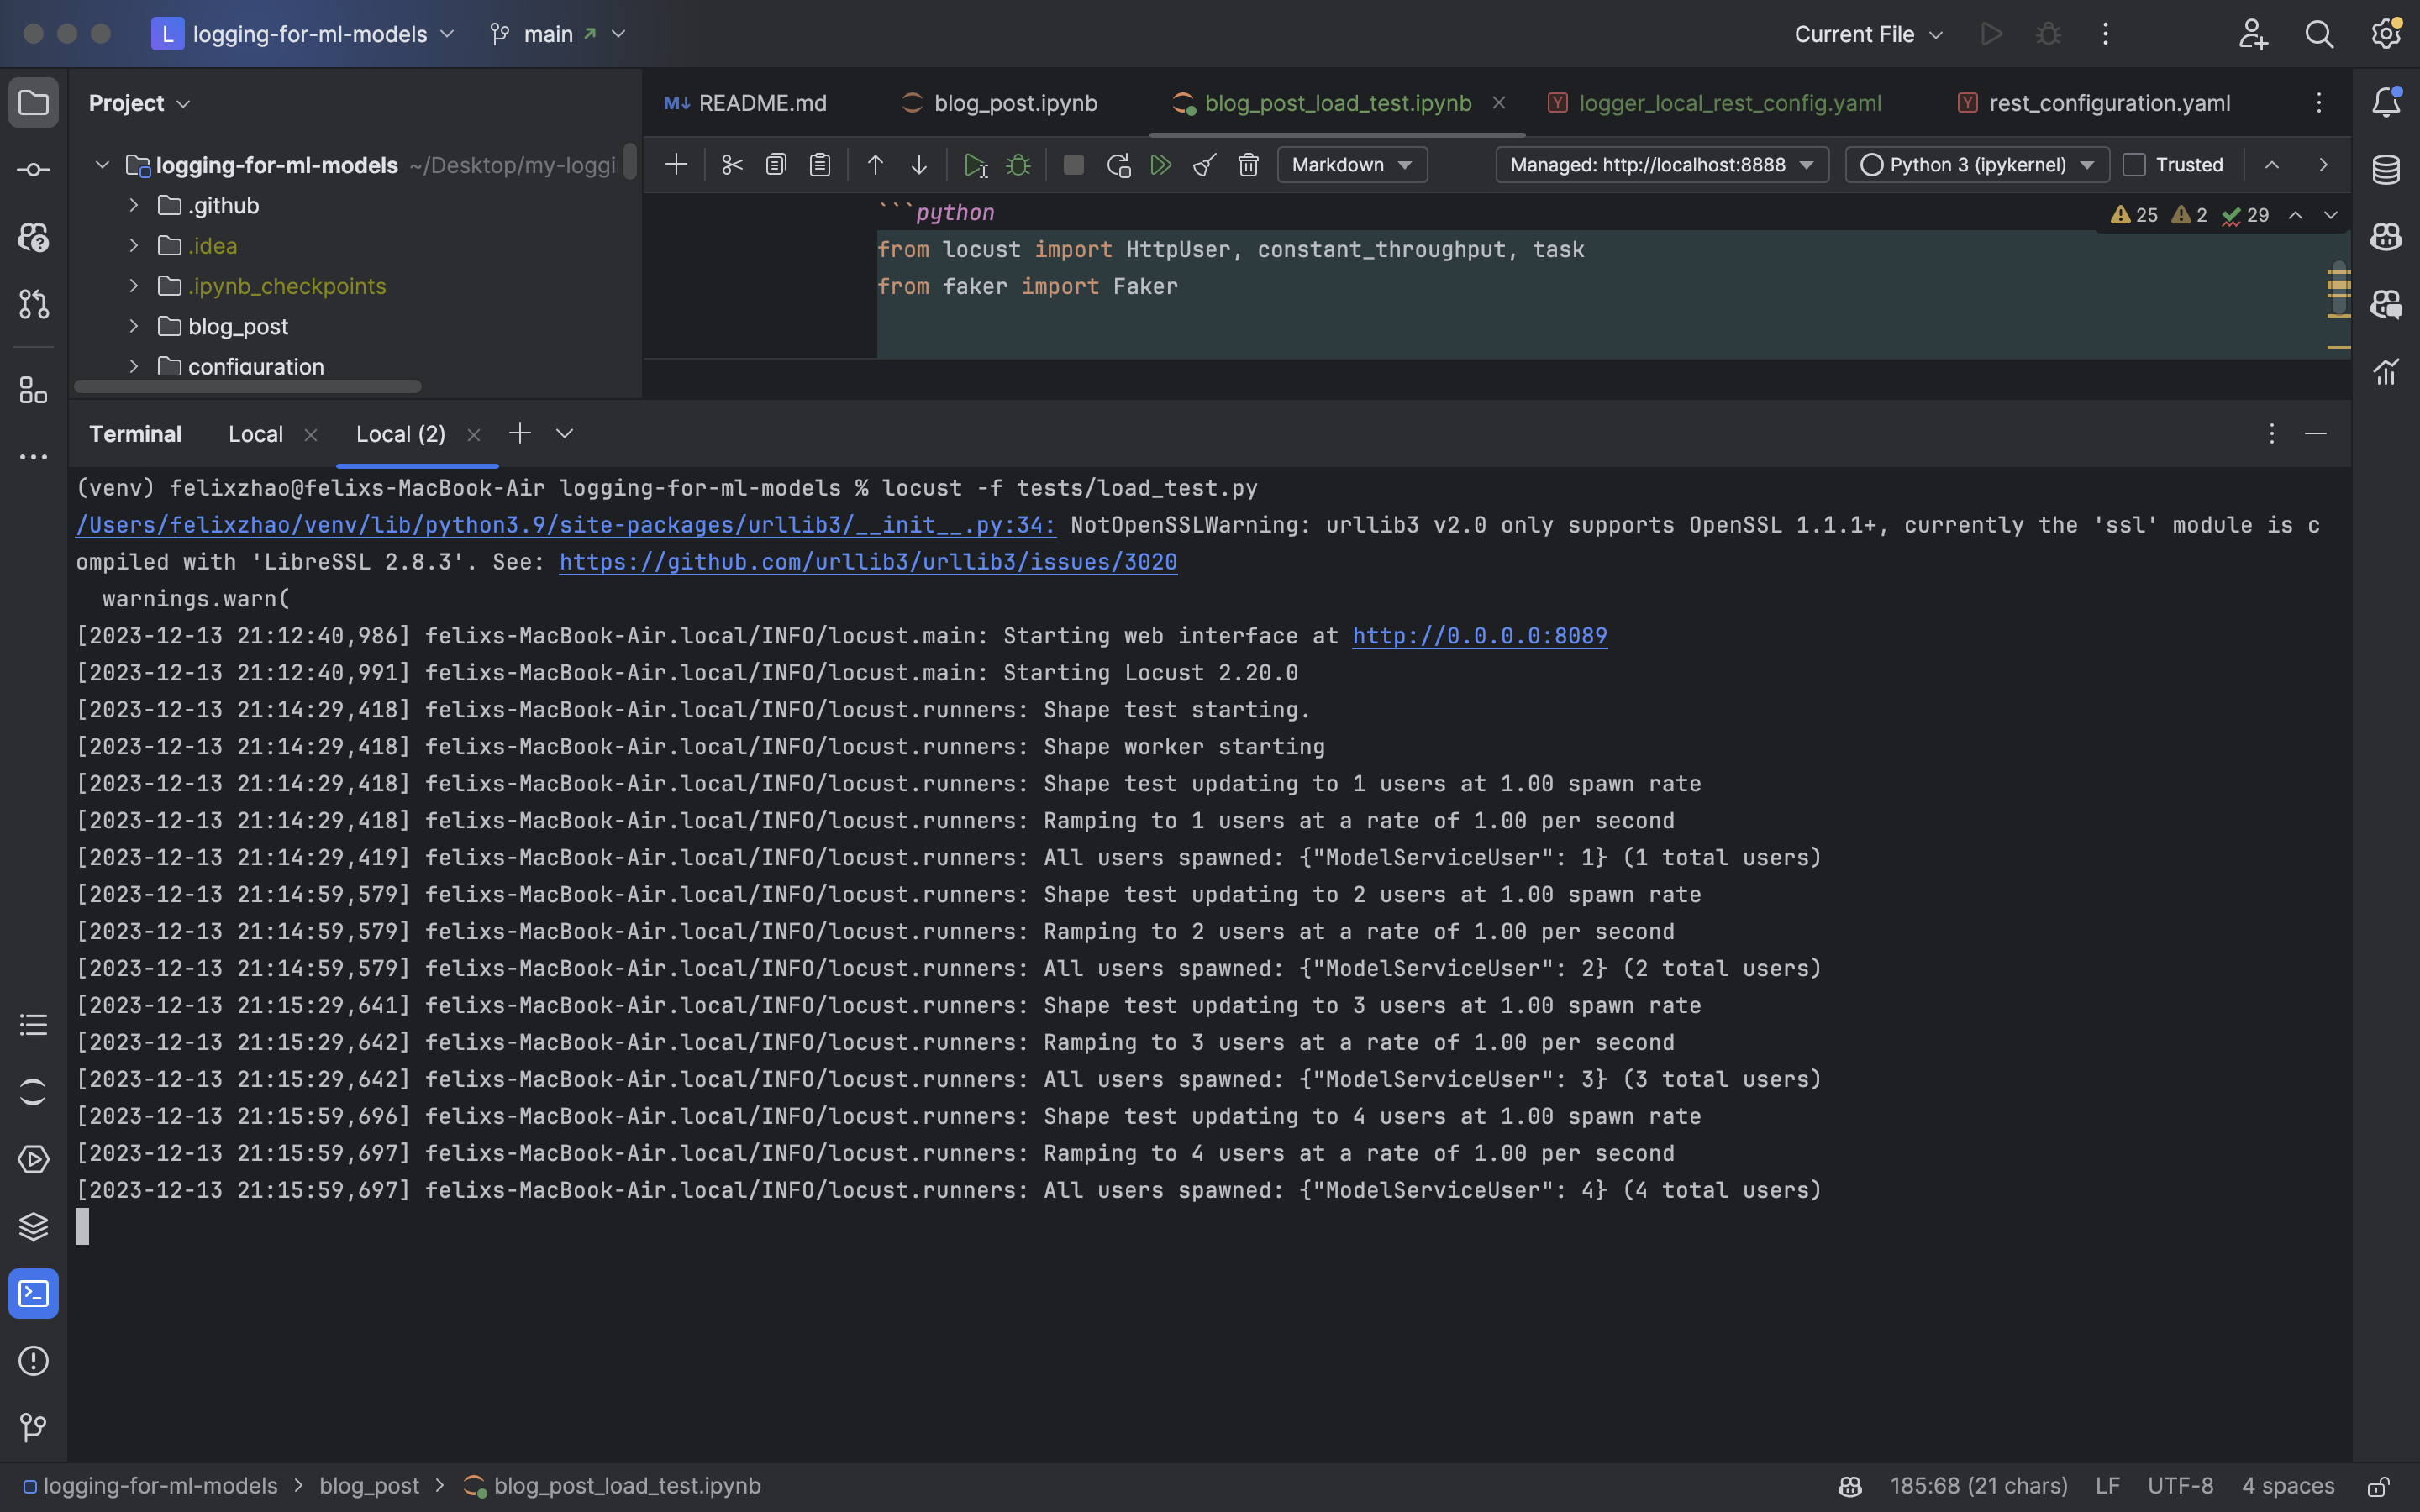 L logging-for-ml-models main Current File
Project
README.md blog_post.ipynb blog_post_load_test.ipynb logger_local_rest_config.yaml rest_configuration.yaml
Markdown Managed: http://localhost:8888 Python 3 (ipykernel) Trusted
logging-for-ml-models ~/Desktop/my-loggi
.github
.idea
.ipynb_checkpoints
blog_post
configuration
```python
25 2 29
from locust import HttpUser, constant_throughput, task
from faker import Faker
Terminal Local Local (2)
(venv) felixzhao@felixs-MacBook-Air logging-for-ml-models % locust -f tests/load_test.py
/Users/felixzhao/venv/lib/python3.9/site-packages/urllib3/__init__.py:34: NotOpenSSLWarning: urllib3 v2.0 only supports OpenSSL 1.1.1+, currently the 'ssl' module is c
ompiled with 'LibreSSL 2.8.3'. See: https://github.com/urllib3/urllib3/issues/3020
warnings.warn(
[2023-12-13 21:12:40,986] felixs-MacBook-Air.local/INFO/locust.main: Starting web interface at http://0.0.0.0:8089
[2023-12-13 21:12:40,991] felixs-MacBook-Air.local/INFO/locust.main: Starting Locust 2.20.0
[2023-12-13 21:14:29,418] felixs-MacBook-Air.local/INFO/locust.runners: Shape test starting.
[2023-12-13 21:14:29,418] felixs-MacBook-Air.local/INFO/locust.runners: Shape worker starting
[2023-12-13 21:14:29,418] felixs-MacBook-Air.local/INFO/locust.runners: Shape test updating to 1 users at 1.00 spawn rate
[2023-12-13 21:14:29,418] felixs-MacBook-Air.local/INFO/locust.runners: Ramping to 1 users at a rate of 1.00 per second
[2023-12-13 21:14:29,419] felixs-MacBook-Air.local/INFO/locust.runners: All users spawned: {"ModelServiceUser": 1} (1 total users)
[2023-12-13 21:14:59,579] felixs-MacBook-Air.local/INFO/locust.runners: Shape test updating to 2 users at 1.00 spawn rate
[2023-12-13 21:14:59,579] felixs-MacBook-Air.local/INFO/locust.runners: Ramping to 2 users at a rate of 1.00 per second
[2023-12-13 21:14:59,579] felixs-MacBook-Air.local/INFO/locust.runners: All users spawned: {"ModelServiceUser": 2} (2 total users)
[2023-12-13 21:15:29,641] felixs-MacBook-Air.local/INFO/locust.runners: Shape test updating to 3 users at 1.00 spawn rate
[2023-12-13 21:15:29,642] felixs-MacBook-Air.local/INFO/locust.runners: Ramping to 3 users at a rate of 1.00 per second
[2023-12-13 21:15:29,642] felixs-MacBook-Air.local/INFO/locust.runners: All users spawned: {"ModelServiceUser": 3} (3 total users)
[2023-12-13 21:15:59,696] felixs-MacBook-Air.local/INFO/locust.runners: Shape test updating to 4 users at 1.00 spawn rate
[2023-12-13 21:15:59,697] felixs-MacBook-Air.local/INFO/locust.runners: Ramping to 4 users at a rate of 1.00 per second
[2023-12-13 21:15:59,697] felixs-MacBook-Air.local/INFO/locust.runners: All users spawned: {"ModelServiceUser": 4} (4 total users)
logging-for-ml-models > blog_post > blog_post_load_test.ipynb 185:68 (21 chars) LF UTF-8 4 spaces